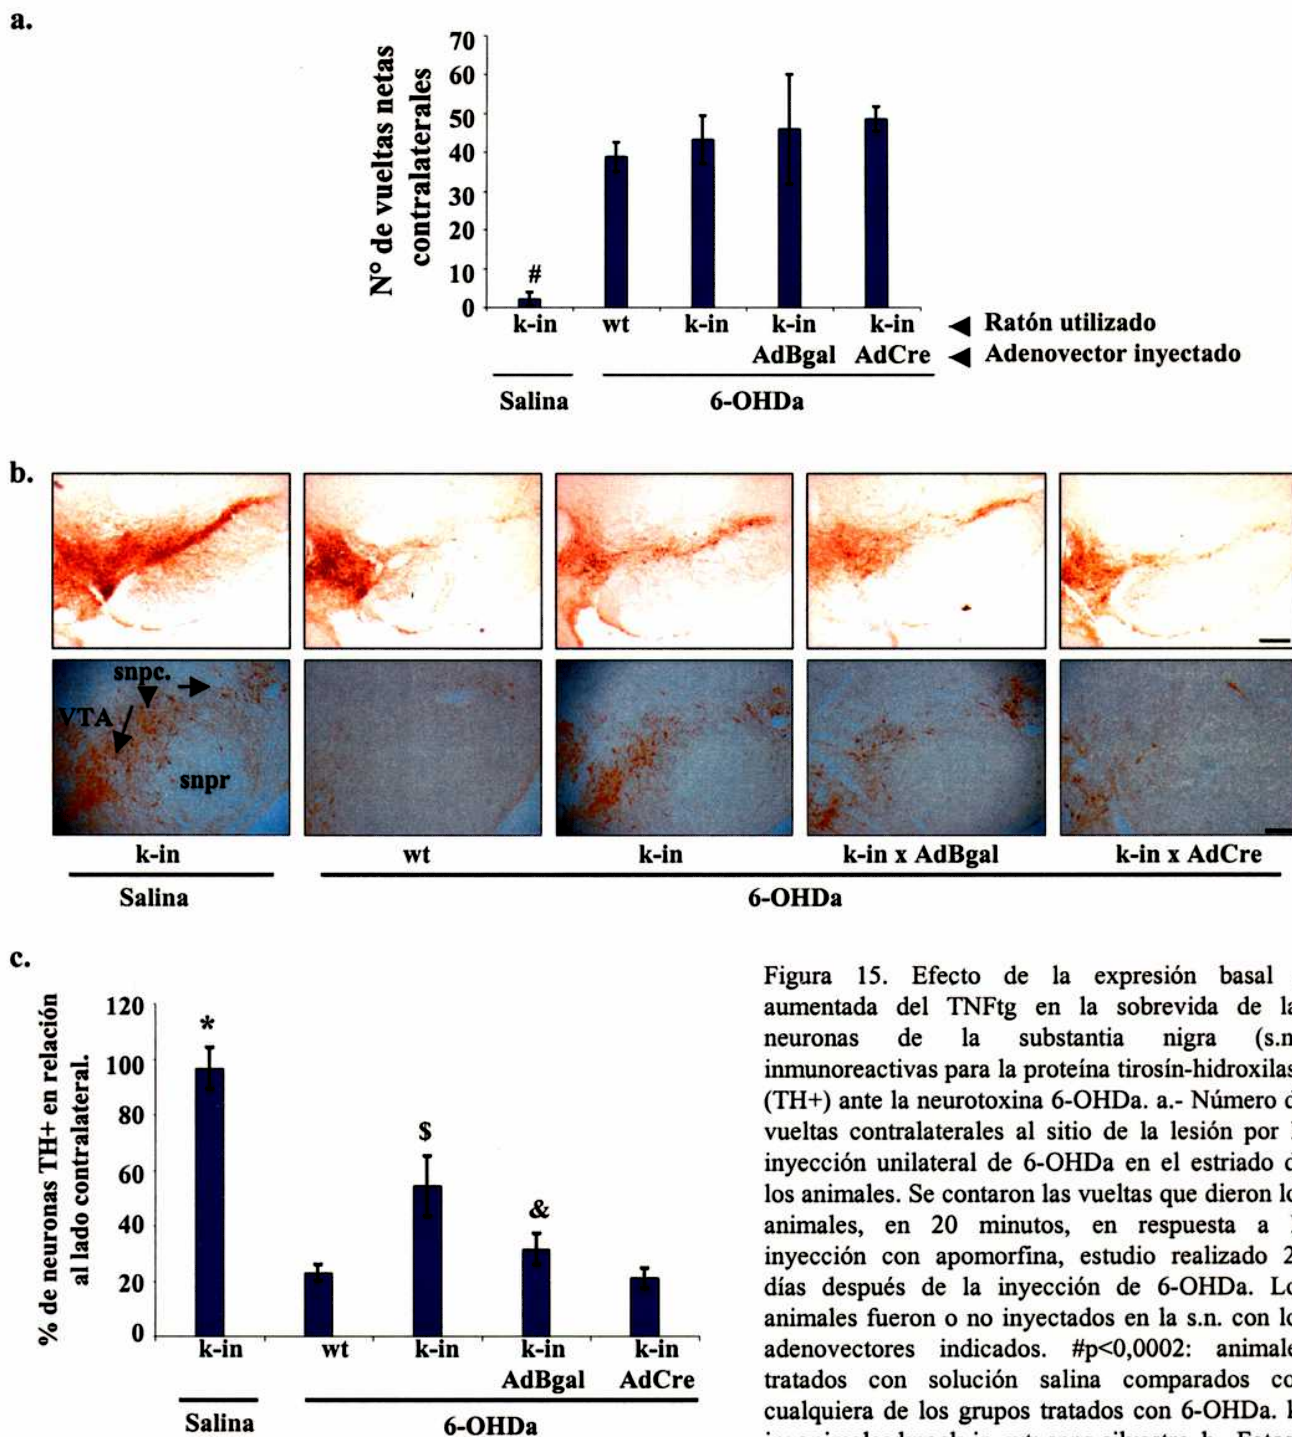 a.
N° de vueltas netas
contralaterales
70
60
50
40
30
20
10
0
#
k-in wt k-in k-in k-in
◄ Ratón utilizado
AdBgal AdCre
◄ Adenovector inyectado
Salina 6-OHDa
b.
snpc.
VTA
snpr
k-in wt k-in k-in x AdBgal k-in x AdCre
Salina 6-OHDa
c.
% de neuronas TH+ en relación
al lado contralateral.
120
100
80
60
40
20
0
*
$
&
k-in wt k-in k-in k-in
AdBgal AdCre
Salina 6-OHDa
Figura 15. Efecto de la expresión basal
aumentada del TNFtg en la sobrevida de la
neuronas de la substantia nigra (s.n
inmunoreactivas para la proteína tirosín-hidroxilas
(TH+) ante la neurotoxina 6-OHDa. a.- Número d
vueltas contralaterales al sitio de la lesión por l
inyección unilateral de 6-OHDa en el estriado d
los animales. Se contaron las vueltas que dieron lo
animales, en 20 minutos, en respuesta a l
inyección con apomorfina, estudio realizado 2
días después de la inyección de 6-OHDa. Lo
animales fueron o no inyectados en la s.n. con lo
adenovectores indicados. #p<0,0002: animale
tratados con solución salina comparados co
cualquiera de los grupos tratados con 6-OHDa. k